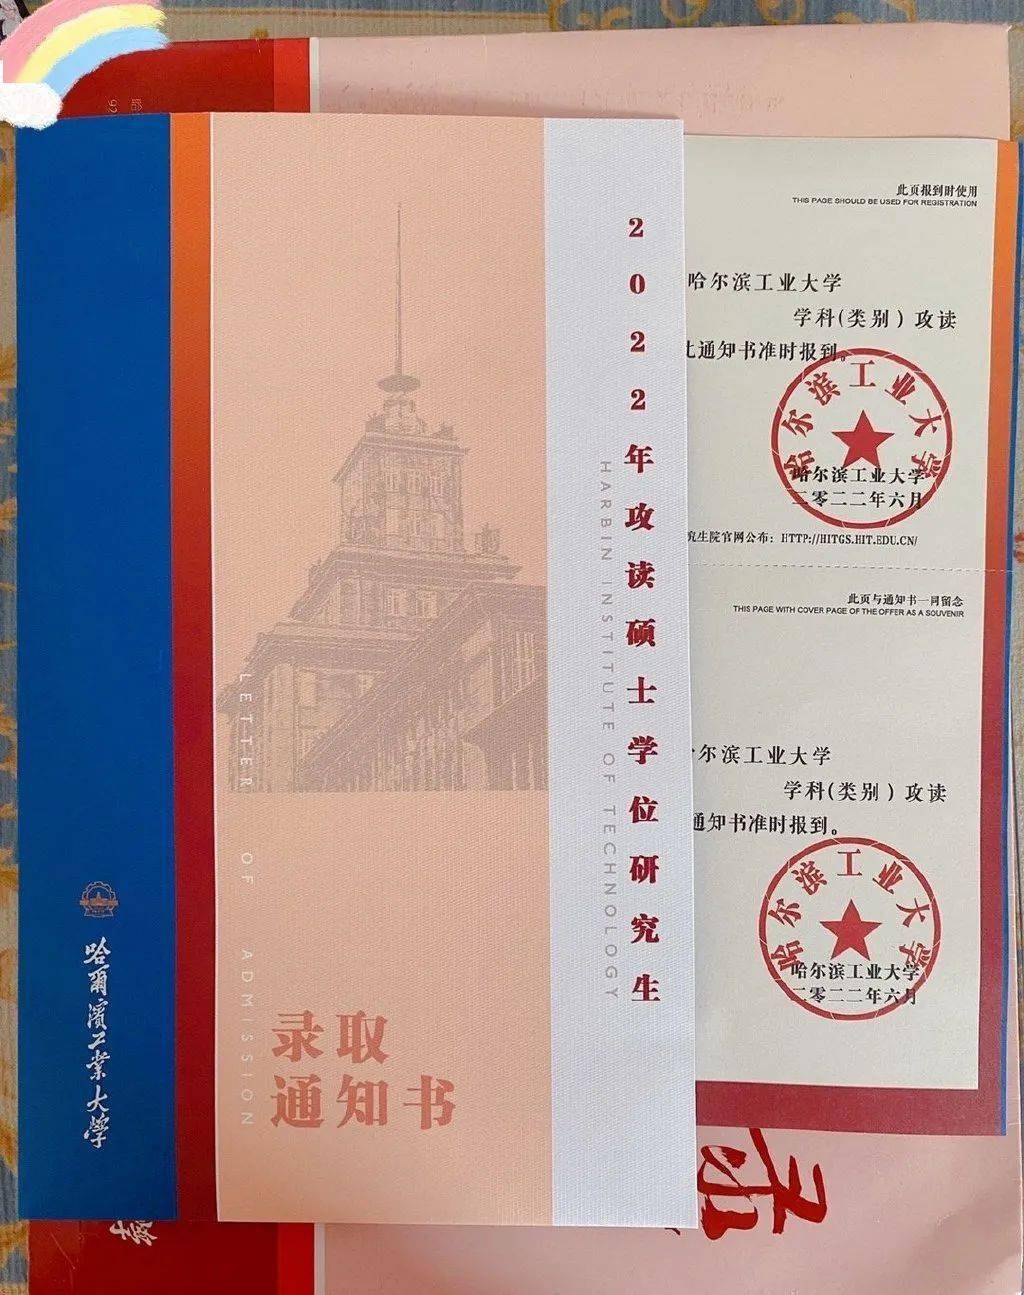 2022年攻读硕士学位研究生
HARBIN INSTITUTE OF TECHNOLOGY
LETTER OF ADMISSION
录取
通知书
哈爾濱工業大學
此页报到时使用
THIS PAGE SHOULD BE USED FOR REGISTRATION
哈尔滨工业大学
学科(类别)攻读
通知书准时报到。
哈尔滨工业大学
哈尔滨工业大学
二零二二年六月
究生院官网公布：HTTP://HITGS.HIT.EDU.CN/
此页与通知书一同留念
THIS PAGE WITH COVER PAGE OF THE OFFER AS A SOUVENIR
尔滨工业大学
学科(类别)攻读
通知书准时报到。
哈尔滨工业大学
哈尔滨工业大学
二零二二年六月